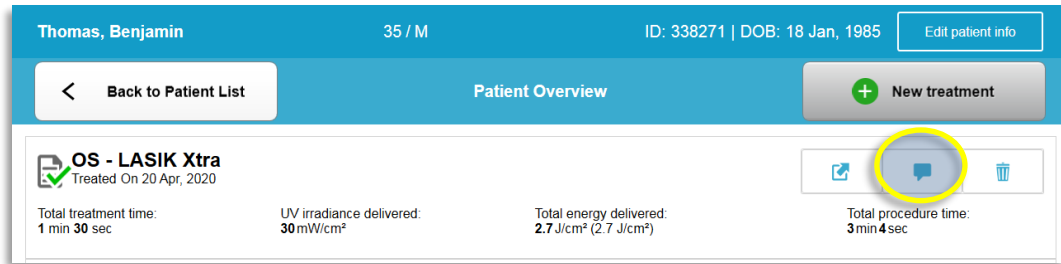 Thomas, Benjamin 35 / M ID: 338271 | DOB: 18 Jan, 1985 Edit patient info
Back to Patient List Patient Overview New treatment
OS - LASIK Xtra
Treated On 20 Apr, 2020
Total treatment time: UV irradiance delivered: Total energy delivered: Total procedure time:
1 min 30 sec 30 mW/cm² 2.7 J/cm² (2.7 J/cm²) 3 min 4 sec